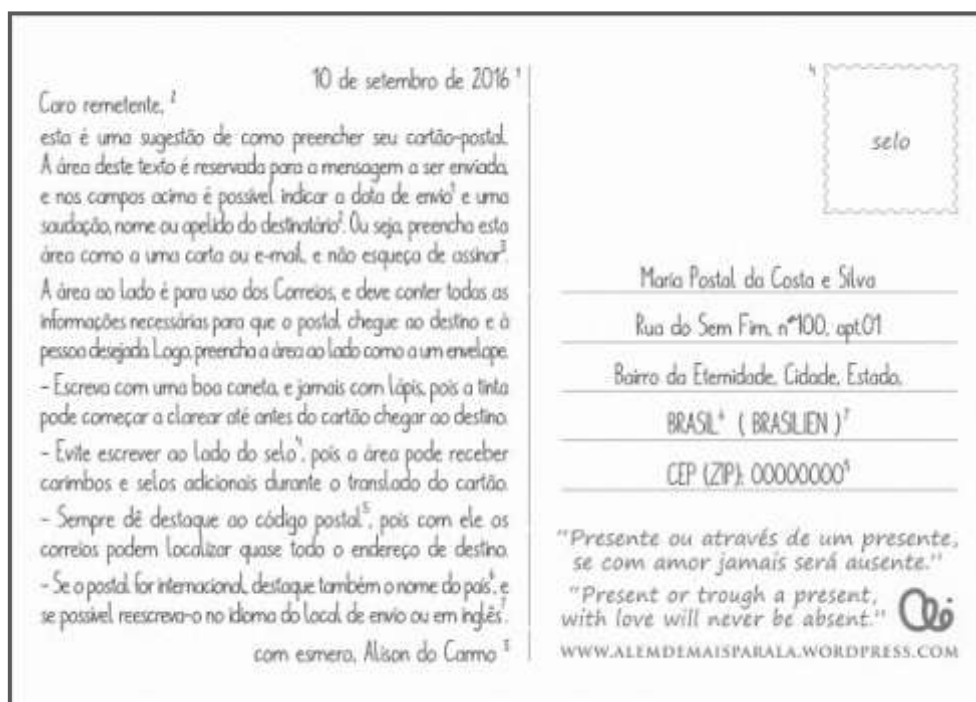 10 de setembro de 2016 ¹
Caro remetente, ²
esta é uma sugestão de como preencher seu cartão-postal.
A área deste texto é reservada para a mensagem a ser enviada,
e nos campos acima é possível indicar a data de envio¹ e uma
saudação, nome ou apelido do destinatário². Ou seja, preencha esta
área como a uma carta ou e-mail, e não esqueça de assinar³.
A área ao lado é para uso dos Correios, e deve conter todas as
informações necessárias para que o postal chegue ao destino e à
pessoa desejada. Logo, preencha a área ao lado como a um envelope.
- Escreva com uma boa caneta, e jamais com lápis, pois a tinta
pode começar a clarear até antes do cartão chegar ao destino.
- Evite escrever ao lado do selo⁴, pois a área pode receber
carimbos e selos adicionais durante o translado do cartão.
- Sempre dê destaque ao código postal⁵, pois com ele os
correios podem localizar quase todo o endereço de destino.
- Se o postal for internacional, destaque também o nome do país⁶, e
se possível reescreva-o no idioma do local de envio ou em inglês⁷.
com esmero, Alison do Carmo ³
4
selo
Maria Postal da Costa e Silva
Rua do Sem Fim, nº100, apt.01
Bairro da Eternidade, Cidade, Estado,
BRASIL⁶ ( BRASILIEN )⁷
CEP (ZIP): 00000000⁵
"Presente ou através de um presente,
se com amor jamais será ausente."
"Present or trough a present,
with love will never be absent."
WWW.ALEMDEMAISPARALA.WORDPRESS.COM